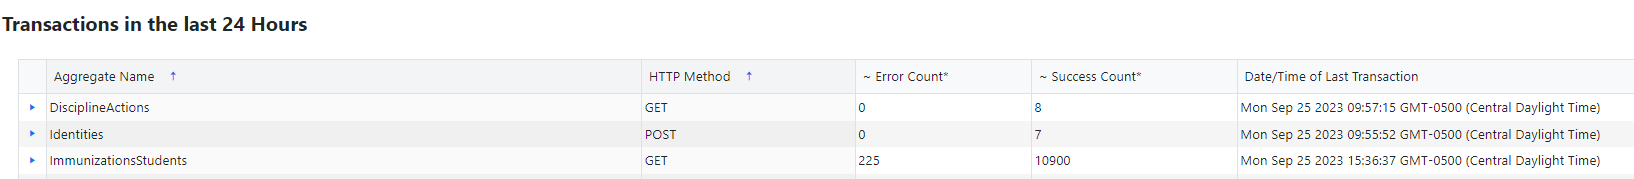 Transactions in the last 24 Hours
Aggregate Name ↑ HTTP Method ↑ ~ Error Count* ~ Success Count* Date/Time of Last Transaction
DisciplineActions GET 0 8 Mon Sep 25 2023 09:57:15 GMT-0500 (Central Daylight Time)
Identities POST 0 7 Mon Sep 25 2023 09:55:52 GMT-0500 (Central Daylight Time)
ImmunizationsStudents GET 225 10900 Mon Sep 25 2023 15:36:37 GMT-0500 (Central Daylight Time)